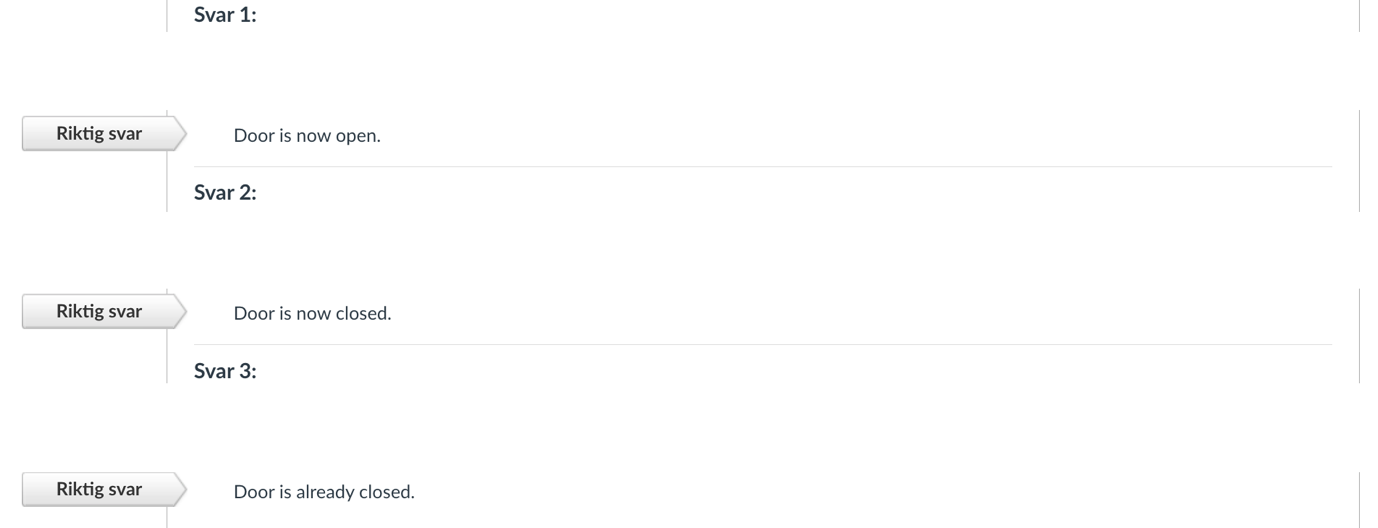 Svar 1:
Riktig svar
Door is now open.
Svar 2:
Riktig svar
Door is now closed.
Svar 3:
Riktig svar
Door is already closed.